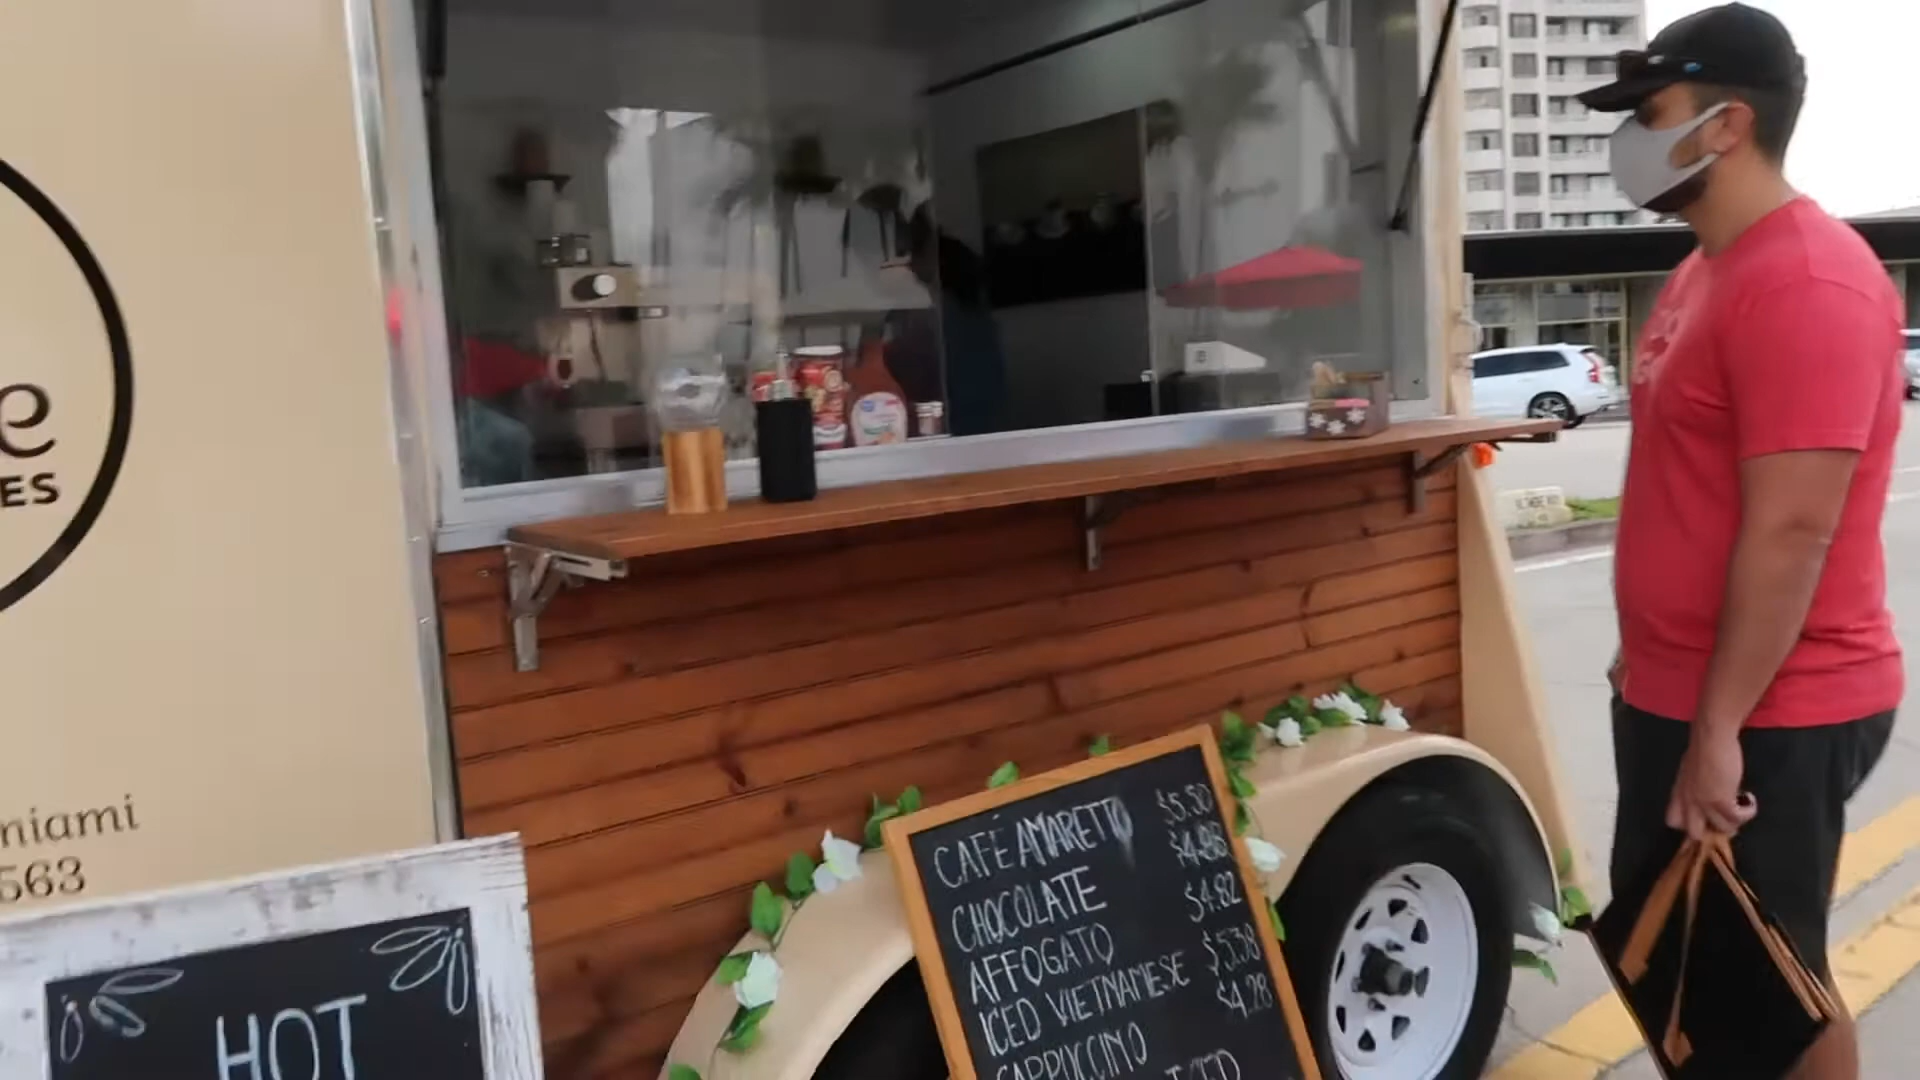 e
ES
miami
563
HOT
CAFÉ AMARETTO $5.50
CHOCOLATE $4.86
AFFOGATO $4.82
ICED VIETNAMESE $5.38
CAPPUCCINO $4.28
ICED